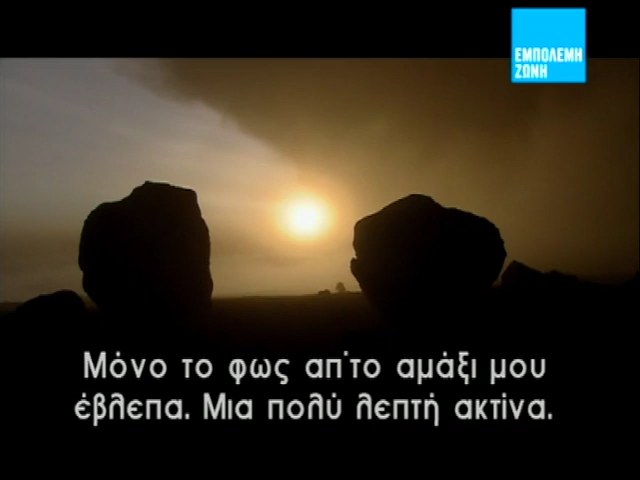 ΕΜΠΟΛΕΜΗ
ΖΩΝΗ
Μόνο το φως απ'το αμάξι μου
έβλεπα. Μια πολύ λεπτή ακτίνα.